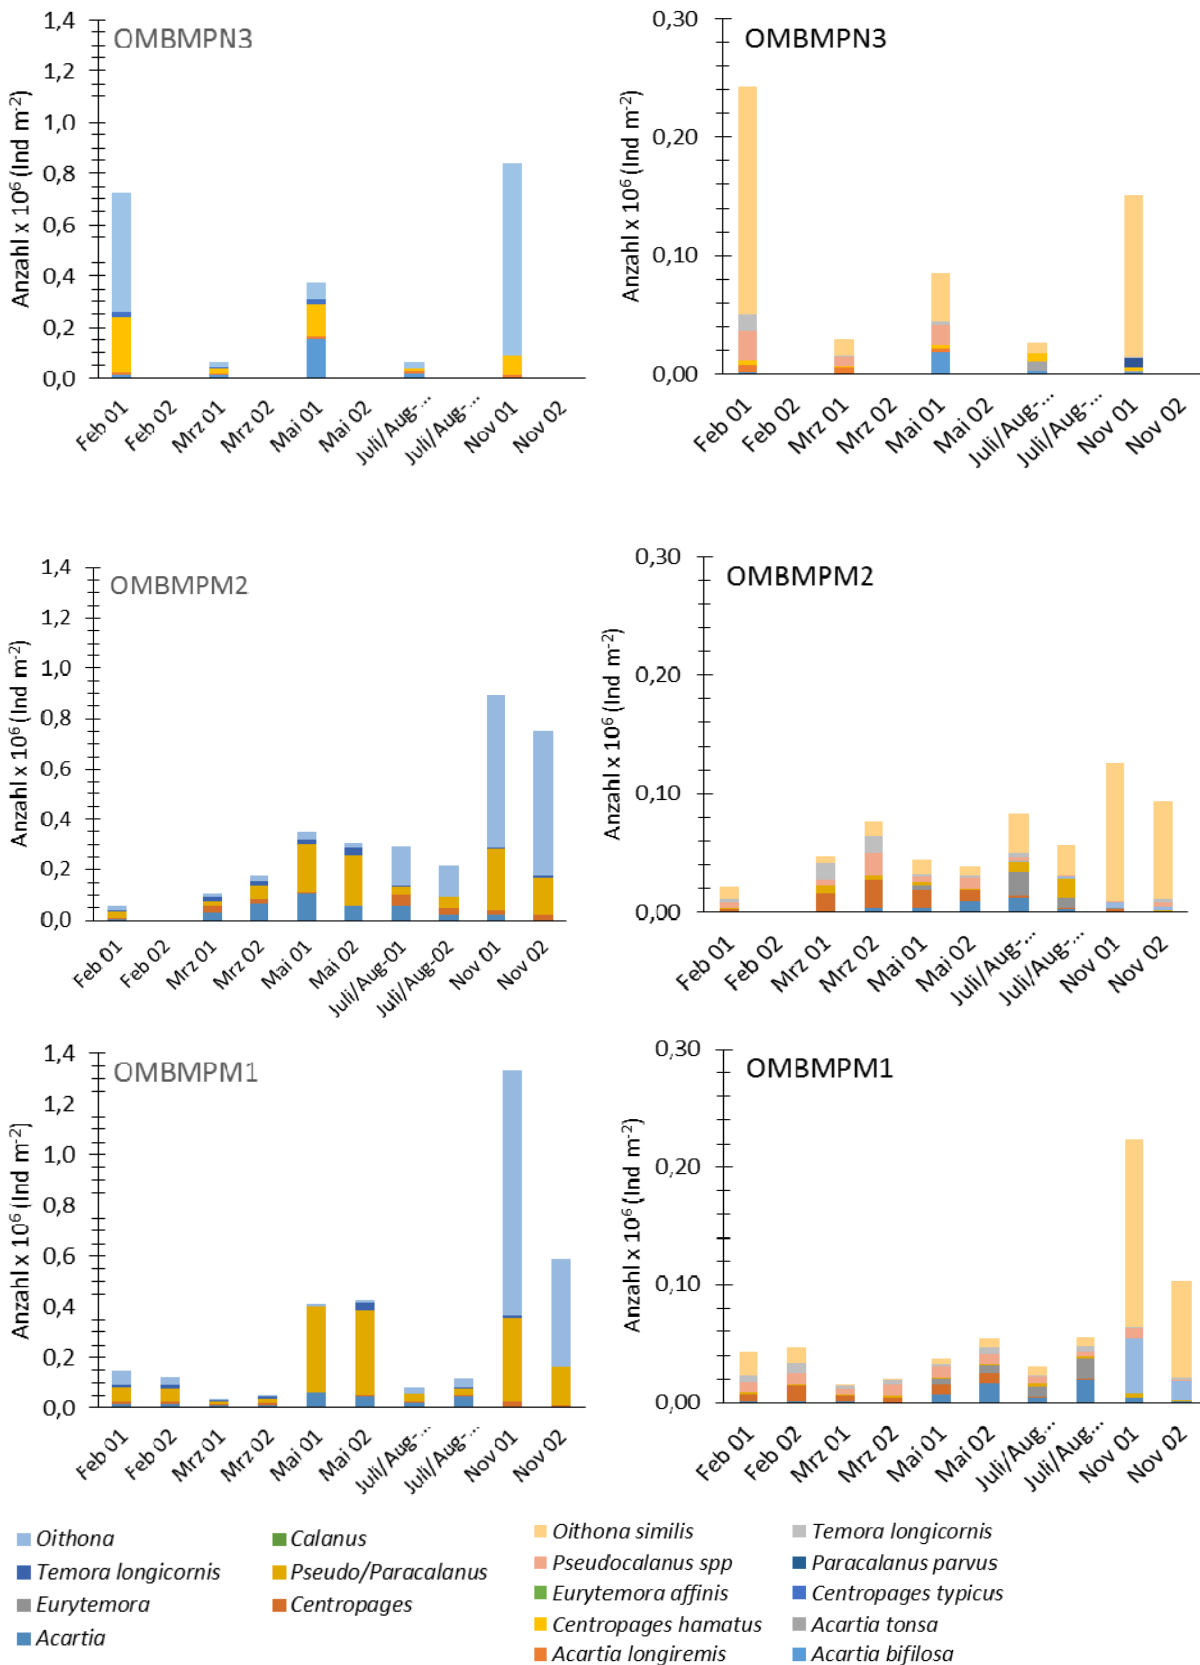 OMBMPN3
Anzahl x 10⁶ (Ind m⁻²)
1,4
1,2
1,0
0,8
0,6
0,4
0,2
0,0
Feb 01
Feb 02
Mrz 01
Mrz 02
Mai 01
Mai 02
Juli/Aug-...
Juli/Aug-...
Nov 01
Nov 02
OMBMPN3
Anzahl x 10⁶ (Ind m⁻²)
0,30
0,20
0,10
0,00
Feb 01
Feb 02
Mrz 01
Mrz 02
Mai 01
Mai 02
Juli/Aug-...
Juli/Aug-...
Nov 01
Nov 02
OMBMPM2
Anzahl x 10⁶ (Ind m⁻²)
1,4
1,2
1,0
0,8
0,6
0,4
0,2
0,0
Feb 01
Feb 02
Mrz 01
Mrz 02
Mai 01
Mai 02
Juli/Aug-01
Juli/Aug-02
Nov 01
Nov 02
OMBMPM2
Anzahl x 10⁶ (Ind m⁻²)
0,30
0,20
0,10
0,00
Feb 01
Feb 02
Mrz 01
Mrz 02
Mai 01
Mai 02
Juli/Aug-...
Juli/Aug-...
Nov 01
Nov 02
OMBMPM1
Anzahl x 10⁶ (Ind m⁻²)
1,4
1,2
1,0
0,8
0,6
0,4
0,2
0,0
Feb 01
Feb 02
Mrz 01
Mrz 02
Mai 01
Mai 02
Juli/Aug-...
Juli/Aug-...
Nov 01
Nov 02
OMBMPM1
Anzahl x 10⁶ (Ind m⁻²)
0,30
0,20
0,10
0,00
Feb 01
Feb 02
Mrz 01
Mrz 02
Mai 01
Mai 02
Juli/Aug...
Juli/Aug...
Nov 01
Nov 02
Oithona
Calanus
Temora longicornis
Pseudo/Paracalanus
Eurytemora
Centropages
Acartia
Oithona similis
Temora longicornis
Pseudocalanus spp
Paracalanus parvus
Eurytemora affinis
Centropages typicus
Centropages hamatus
Acartia tonsa
Acartia longiremis
Acartia bifilosa